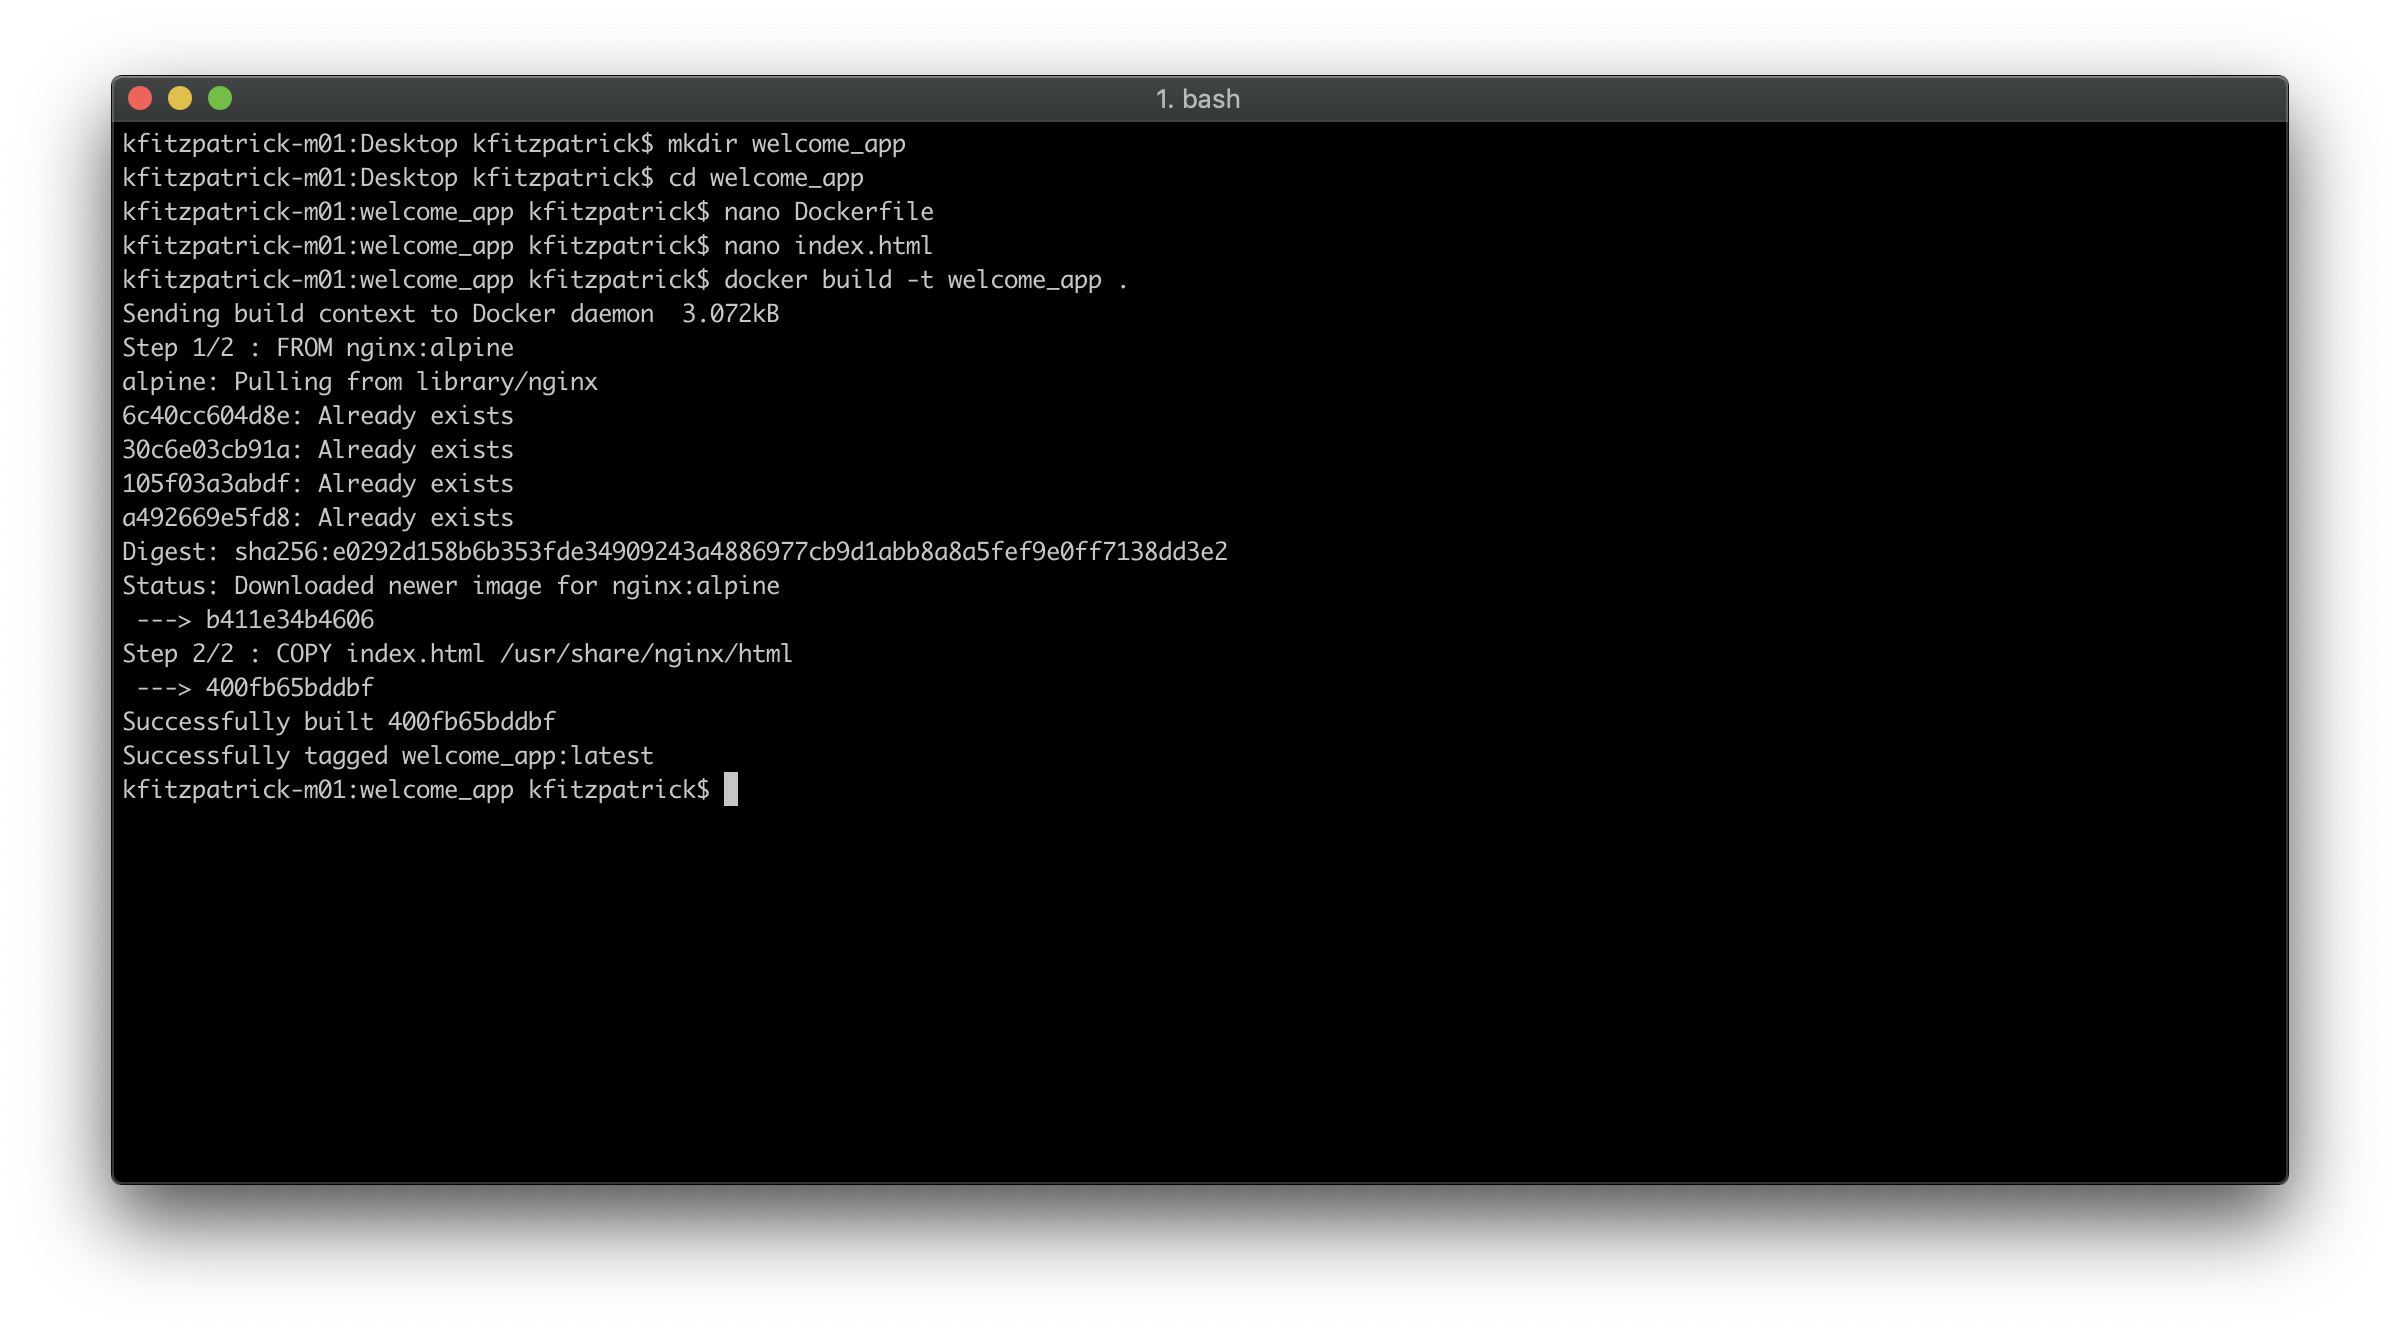 1. bash
kfitzpatrick-m01:Desktop kfitzpatrick$ mkdir welcome_app
kfitzpatrick-m01:Desktop kfitzpatrick$ cd welcome_app
kfitzpatrick-m01:welcome_app kfitzpatrick$ nano Dockerfile
kfitzpatrick-m01:welcome_app kfitzpatrick$ nano index.html
kfitzpatrick-m01:welcome_app kfitzpatrick$ docker build -t welcome_app .
Sending build context to Docker daemon  3.072kB
Step 1/2 : FROM nginx:alpine
alpine: Pulling from library/nginx
6c40cc604d8e: Already exists
30c6e03cb91a: Already exists
105f03a3abdf: Already exists
a492669e5fd8: Already exists
Digest: sha256:e0292d158b6b353fde34909243a4886977cb9d1abb8a8a5fef9e0ff7138dd3e2
Status: Downloaded newer image for nginx:alpine
 ---> b411e34b4606
Step 2/2 : COPY index.html /usr/share/nginx/html
 ---> 400fb65bddbf
Successfully built 400fb65bddbf
Successfully tagged welcome_app:latest
kfitzpatrick-m01:welcome_app kfitzpatrick$